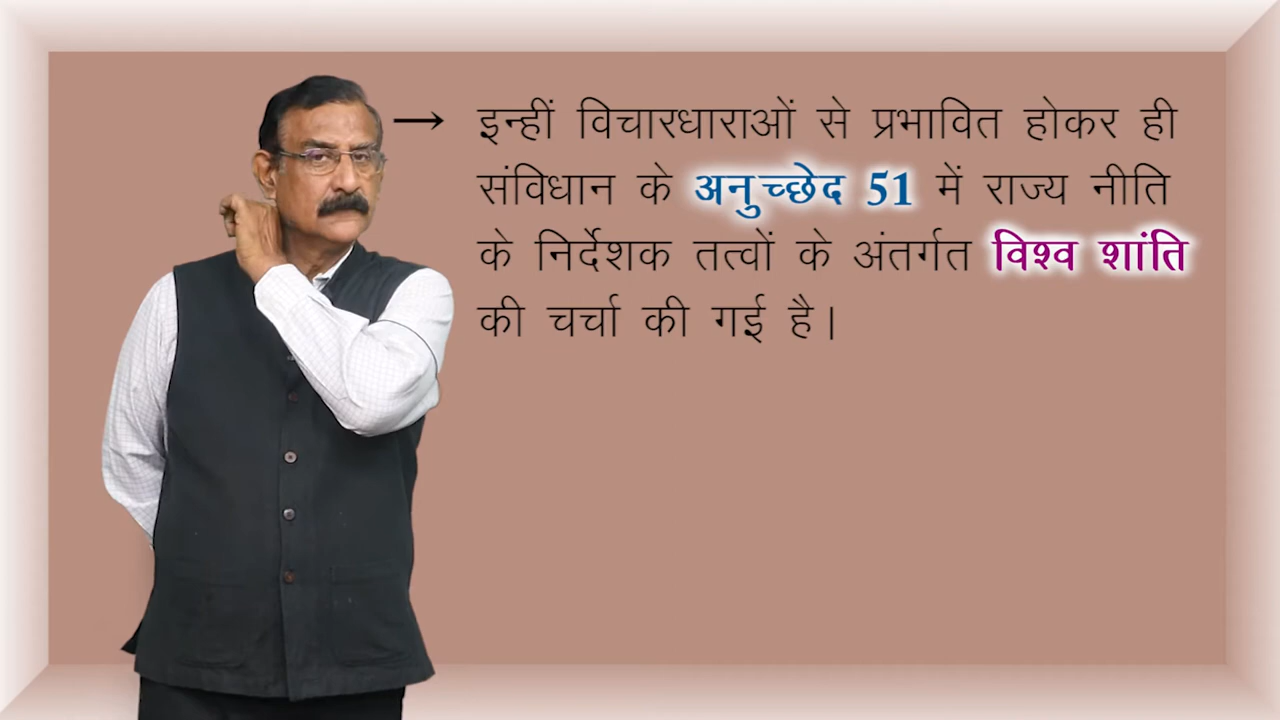 → इन्हीं विचारधाराओं से प्रभावित होकर ही
संविधान के अनुच्छेद 51 में राज्य नीति
के निर्देशक तत्वों के अंतर्गत विश्व शांति
की चर्चा की गई है।